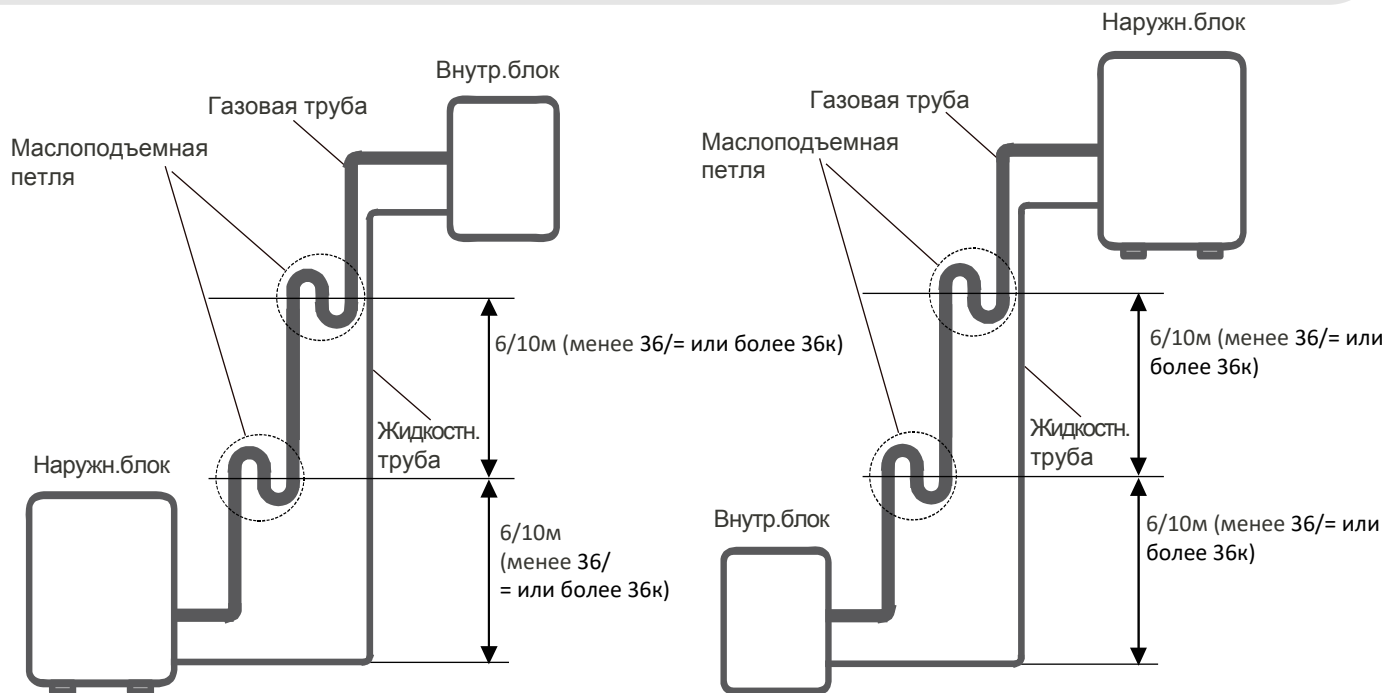 Внутр.блок
Газовая труба
Маслоподъемная
петля
6/10м (менее 36/= или более 36к)
Жидкостн.
труба
Наружн.блок
6/10м
(менее 36/
= или более 36к)
Наружн.блок
Газовая труба
Маслоподъемная
петля
6/10м (менее 36/= или
более 36к)
Жидкостн.
труба
Внутр.блок
6/10м (менее 36/= или
более 36к)